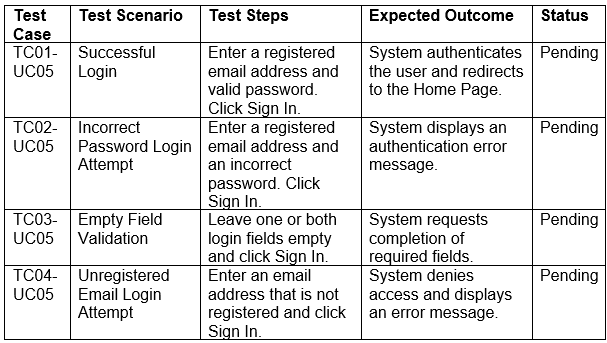 Test Case | Test Scenario | Test Steps | Expected Outcome | Status
TC01-UC05 | Successful Login | Enter a registered email address and valid password. Click Sign In. | System authenticates the user and redirects to the Home Page. | Pending
TC02-UC05 | Incorrect Password Login Attempt | Enter a registered email address and an incorrect password. Click Sign In. | System displays an authentication error message. | Pending
TC03-UC05 | Empty Field Validation | Leave one or both login fields empty and click Sign In. | System requests completion of required fields. | Pending
TC04-UC05 | Unregistered Email Login Attempt | Enter an email address that is not registered and click Sign In. | System denies access and displays an error message. | Pending